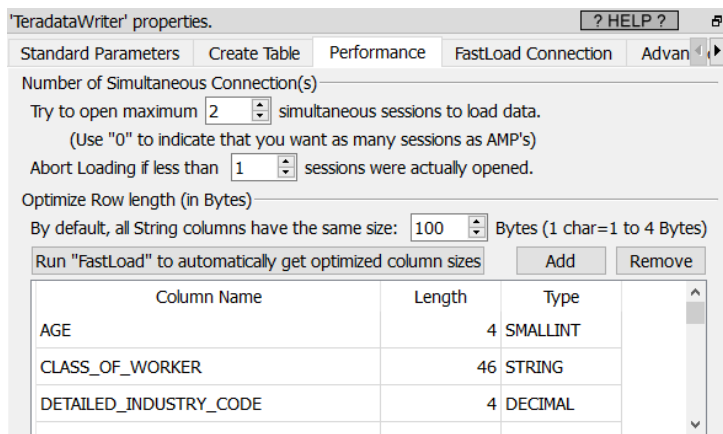 'TeradataWriter' properties. ? HELP ?
Standard Parameters Create Table Performance FastLoad Connection Advan
Number of Simultaneous Connection(s)
Try to open maximum 2 simultaneous sessions to load data.
(Use "0" to indicate that you want as many sessions as AMP's)
Abort Loading if less than 1 sessions were actually opened.
Optimize Row length (in Bytes)
By default, all String columns have the same size: 100 Bytes (1 char=1 to 4 Bytes)
Run "FastLoad" to automatically get optimized column sizes Add Remove
Column Name Length Type
AGE 4 SMALLINT
CLASS_OF_WORKER 46 STRING
DETAILED_INDUSTRY_CODE 4 DECIMAL